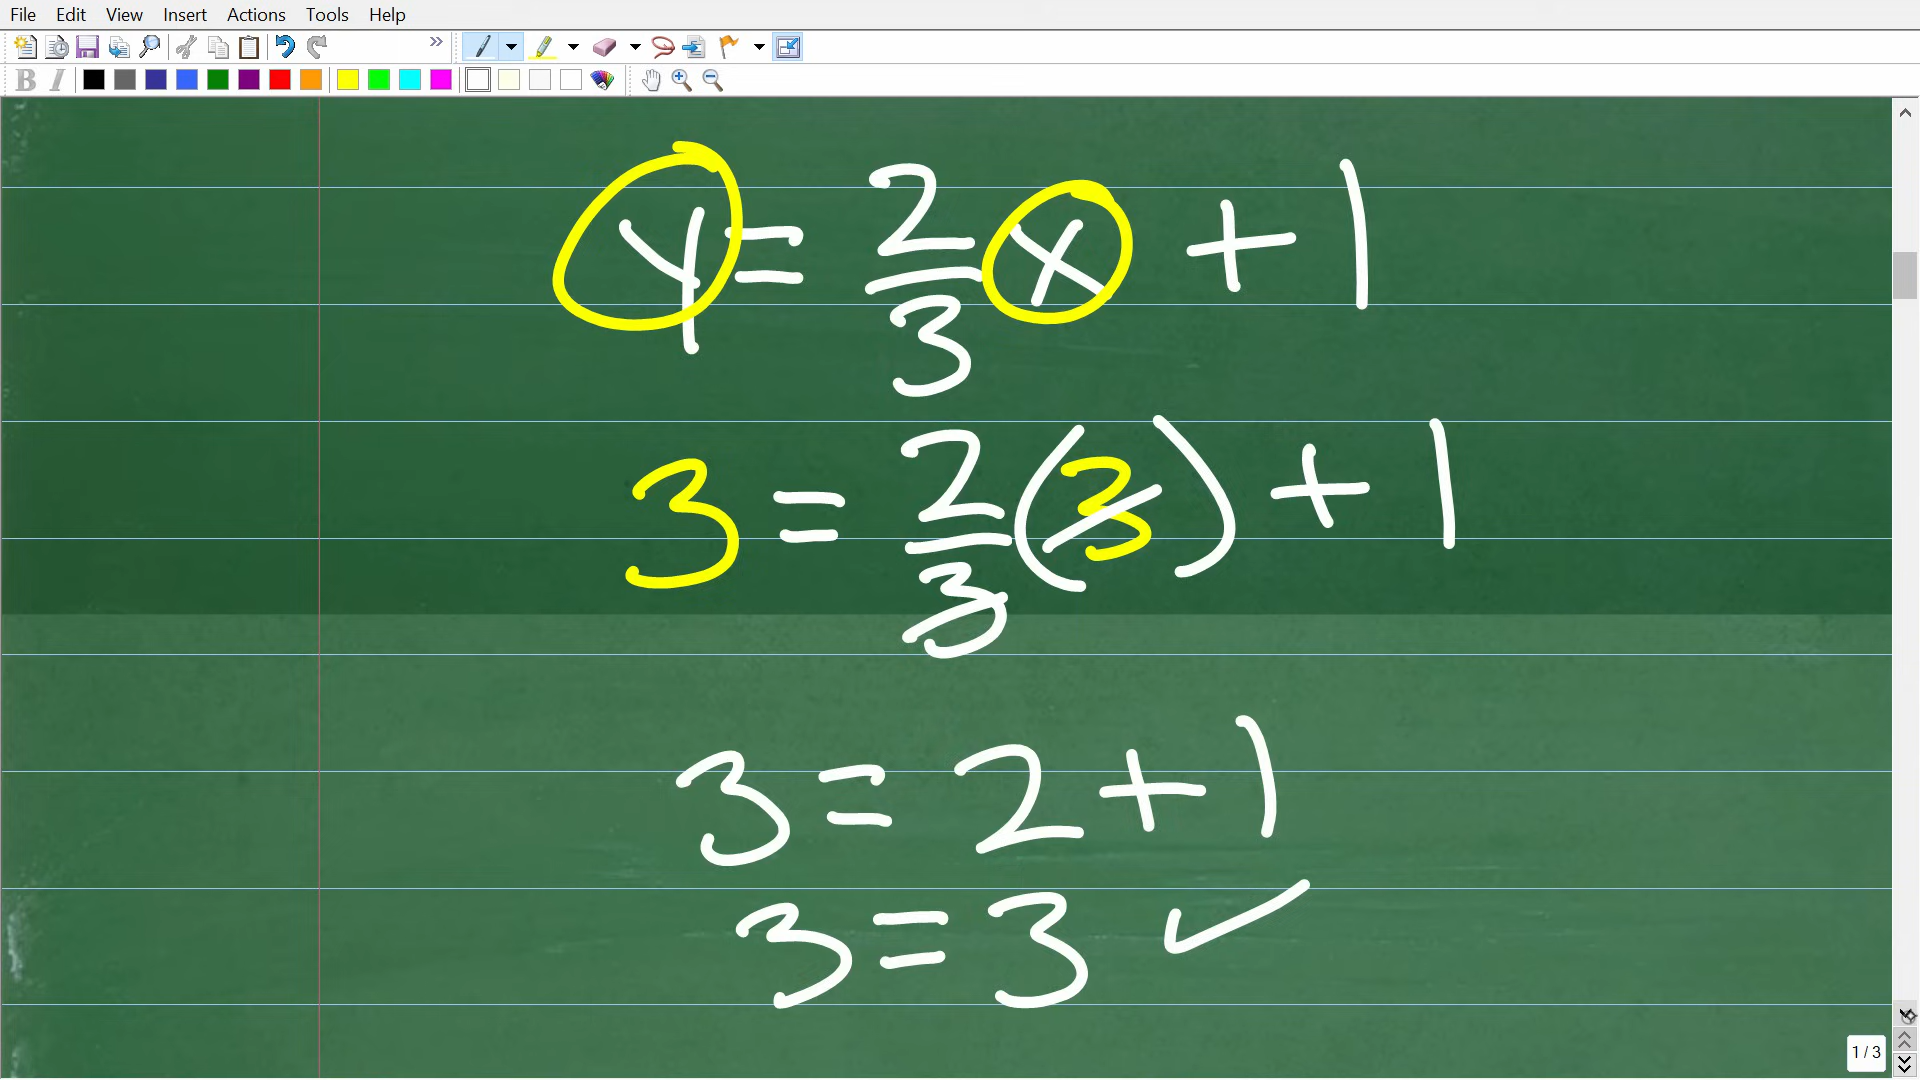 File Edit View Insert Actions Tools Help
B I
y = 2/3 x + 1
3 = 2/3 (3) + 1
3 = 2 + 1
3 = 3 ✓
1 / 3